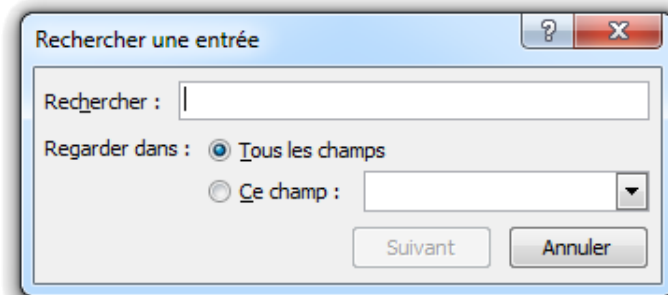 Rechercher une entrée
Rechercher :
Regarder dans : Tous les champs
Ce champ :
Suivant Annuler